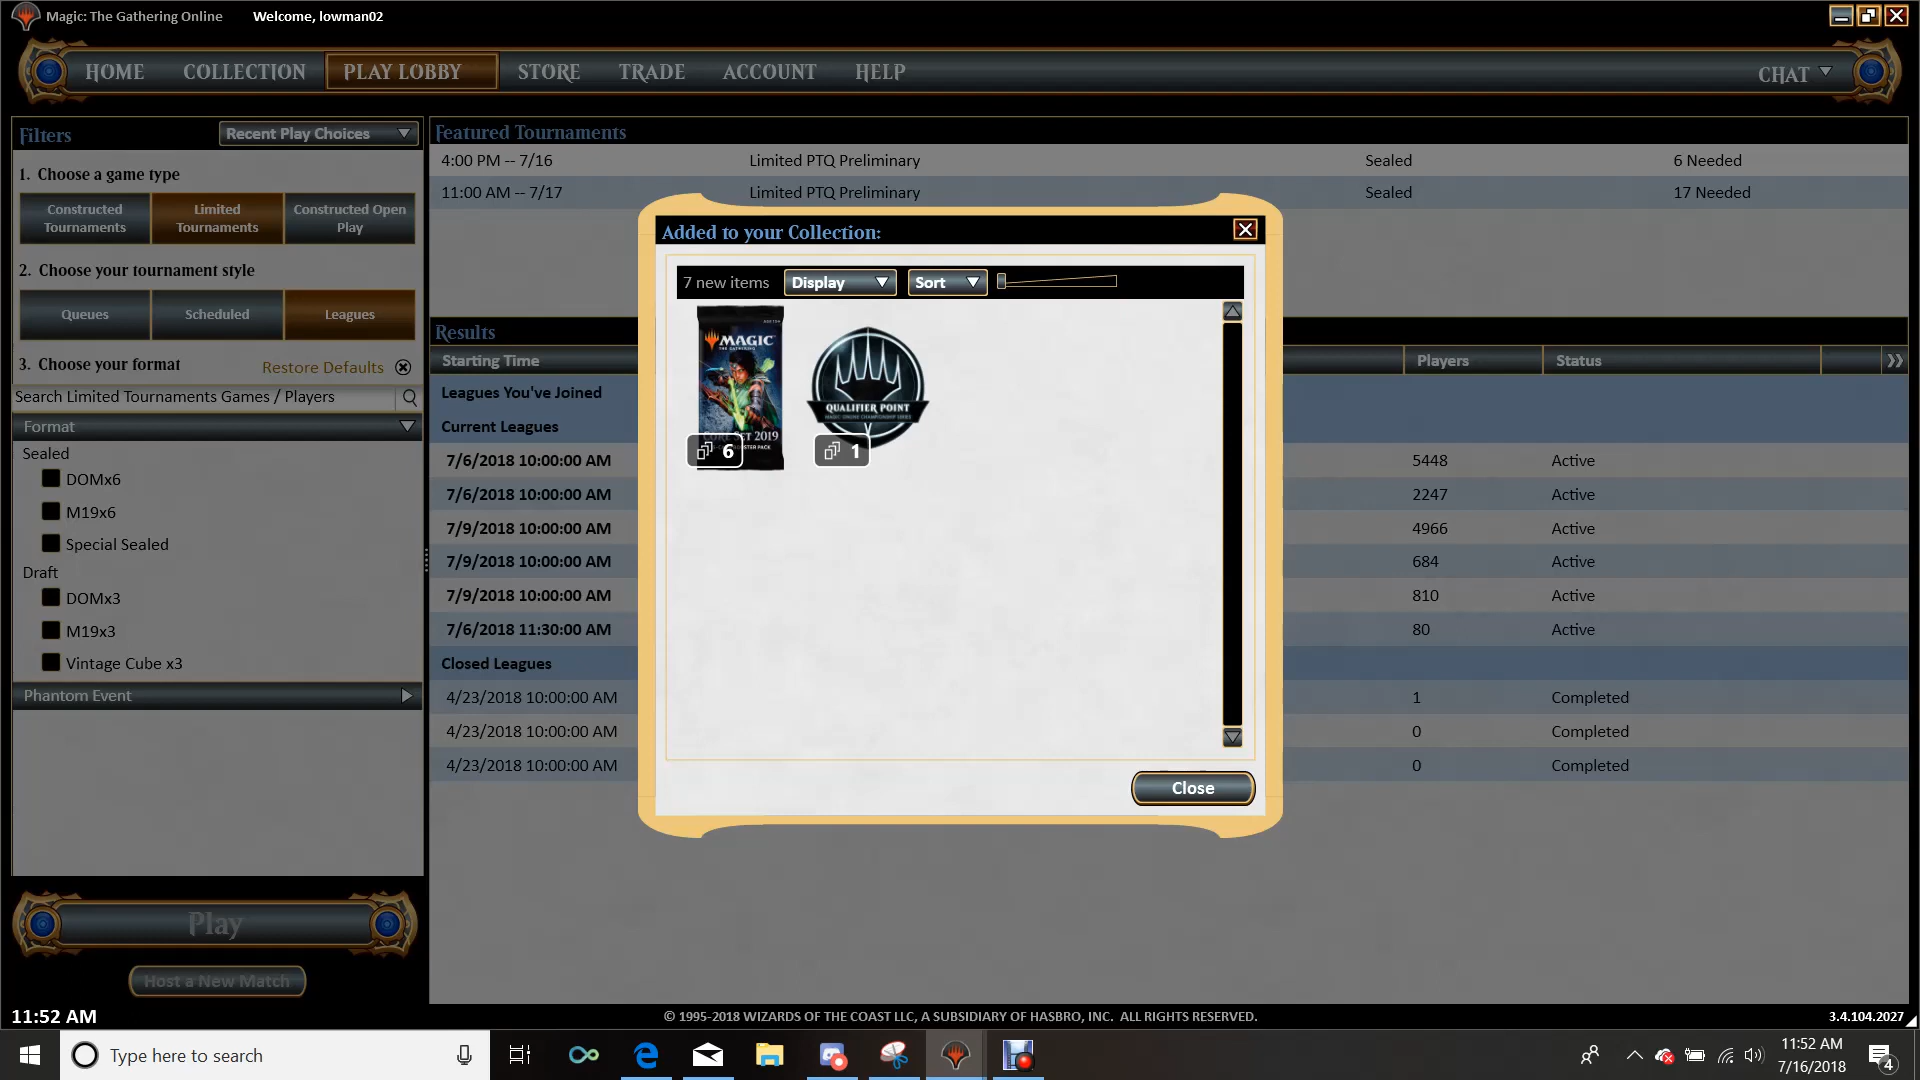 Magic: The Gathering Online Welcome, lowman02
HOME COLLECTION PLAY LOBBY STORE TRADE ACCOUNT HELP CHAT
Filters Recent Play Choices
1. Choose a game type
Constructed Tournaments
Limited Tournaments
Constructed Open Play
2. Choose your tournament style
Queues Scheduled Leagues
3. Choose your format Restore Defaults
Search Limited Tournaments Games / Players
Format
Sealed
DOMx6
M19x6
Special Sealed
Draft
DOMx3
M19x3
Vintage Cube x3
Phantom Event
Play
Host a New Match
11:52 AM
Featured Tournaments
4:00 PM -- 7/16 Limited PTQ Preliminary Sealed 6 Needed
11:00 AM -- 7/17 Limited PTQ Preliminary Sealed 17 Needed
Results
Starting Time Players Status
Leagues You've Joined
Current Leagues
7/6/2018 10:00:00 AM 5448 Active
7/6/2018 10:00:00 AM 2247 Active
7/9/2018 10:00:00 AM 4966 Active
7/9/2018 10:00:00 AM 684 Active
7/9/2018 10:00:00 AM 810 Active
7/6/2018 11:30:00 AM 80 Active
Closed Leagues
4/23/2018 10:00:00 AM 1 Completed
4/23/2018 10:00:00 AM 0 Completed
4/23/2018 10:00:00 AM 0 Completed
Added to your Collection:
7 new items Display Sort
MAGIC
THE GATHERING
CORE SET 2019
6
QUALIFIER POINT
MAGIC ONLINE CHAMPIONSHIP SERIES
1
Close
© 1995-2018 WIZARDS OF THE COAST LLC, A SUBSIDIARY OF HASBRO, INC. ALL RIGHTS RESERVED.
3.4.104.2027
Type here to search
11:52 AM
7/16/2018
4